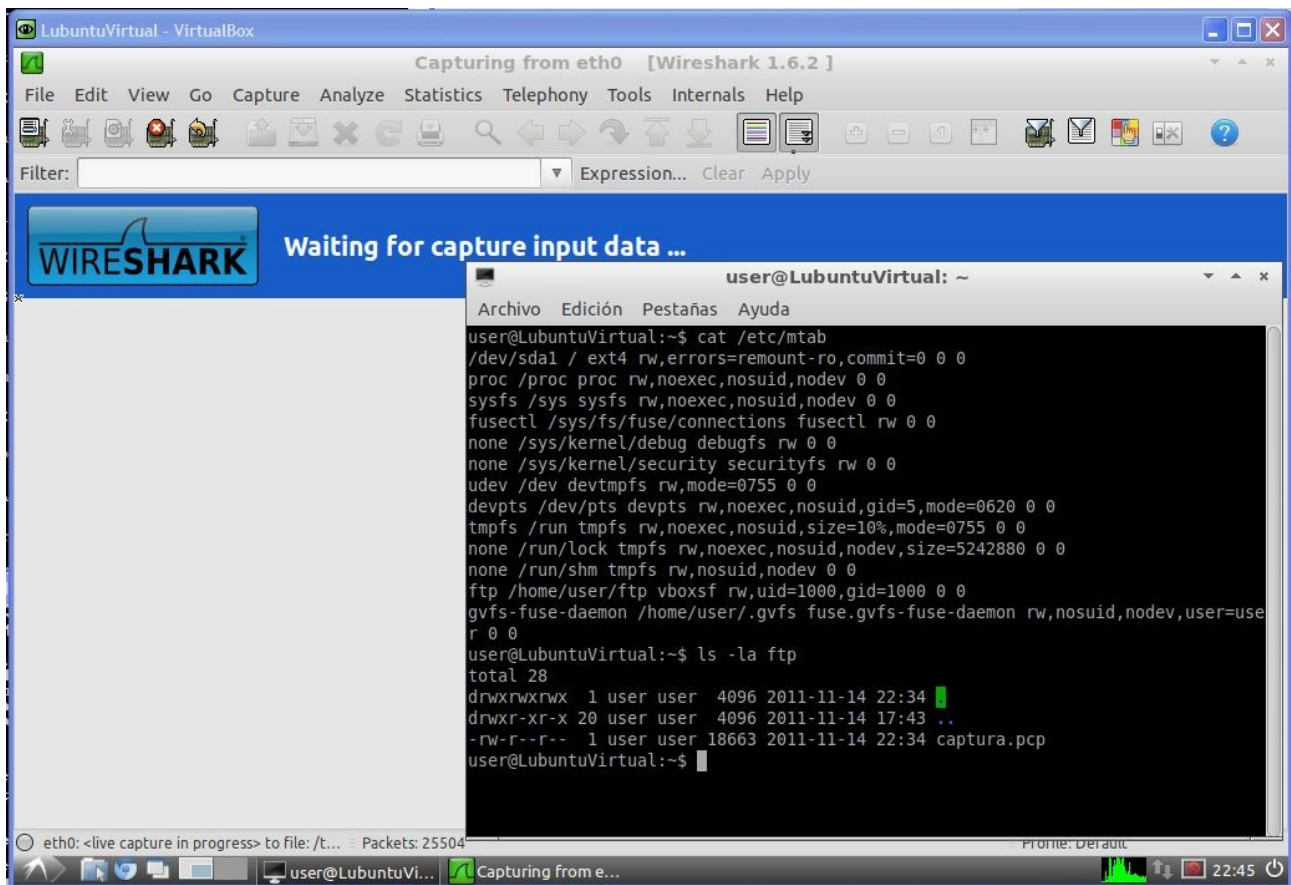 LubuntuVirtual - VirtualBox
Capturing from eth0 [Wireshark 1.6.2 ]
File Edit View Go Capture Analyze Statistics Telephony Tools Internals Help
Filter:
Expression... Clear Apply
WIRESHARK
Waiting for capture input data ...
user@LubuntuVirtual: ~
Archivo Edición Pestañas Ayuda
user@LubuntuVirtual:~$ cat /etc/mtab
/dev/sda1 / ext4 rw,errors=remount-ro,commit=0 0 0
proc /proc proc rw,noexec,nosuid,nodev 0 0
sysfs /sys sysfs rw,noexec,nosuid,nodev 0 0
fusectl /sys/fs/fuse/connections fusectl rw 0 0
none /sys/kernel/debug debugfs rw 0 0
none /sys/kernel/security securityfs rw 0 0
udev /dev devtmpfs rw,mode=0755 0 0
devpts /dev/pts devpts rw,noexec,nosuid,gid=5,mode=0620 0 0
tmpfs /run tmpfs rw,noexec,nosuid,size=10%,mode=0755 0 0
none /run/lock tmpfs rw,noexec,nosuid,nodev,size=5242880 0 0
none /run/shm tmpfs rw,nosuid,nodev 0 0
ftp /home/user/ftp vboxsf rw,uid=1000,gid=1000 0 0
gvfs-fuse-daemon /home/user/.gvfs fuse.gvfs-fuse-daemon rw,nosuid,nodev,user=use
r 0 0
user@LubuntuVirtual:~$ ls -la ftp
total 28
drwxrwxrwx 1 user user 4096 2011-11-14 22:34 .
drwxr-xr-x 20 user user 4096 2011-11-14 17:43 ..
-rw-r--r-- 1 user user 18663 2011-11-14 22:34 captura.pcp
user@LubuntuVirtual:~$
eth0: <live capture in progress> to file: /t... Packets: 25504
Profile: Default
user@LubuntuVi... Capturing from e... 22:45